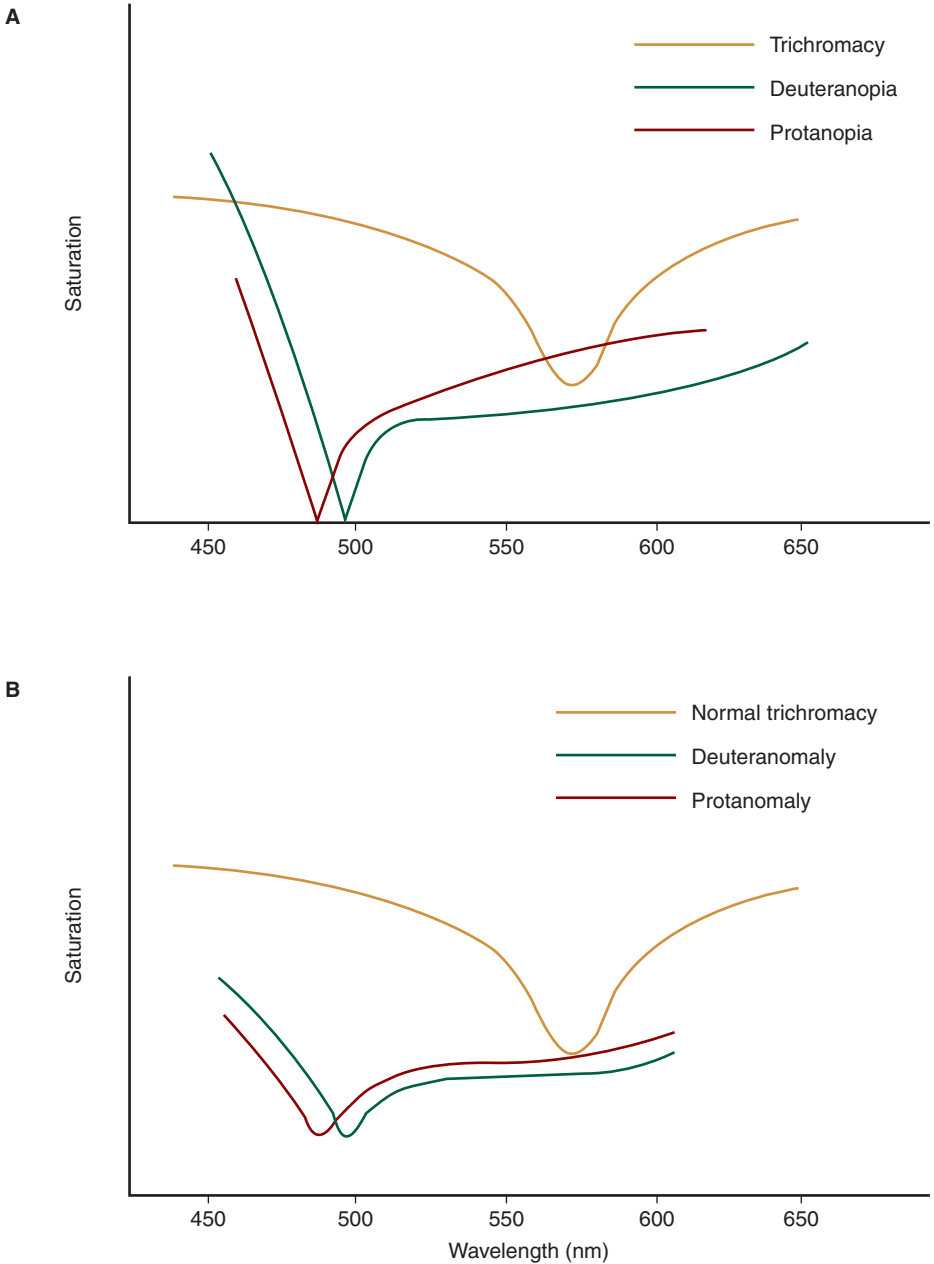 A
Trichromacy
Deuteranopia
Protanopia
Saturation
450 500 550 600 650
B
Normal trichromacy
Deuteranomaly
Protanomaly
Saturation
450 500 550 600 650
Wavelength (nm)